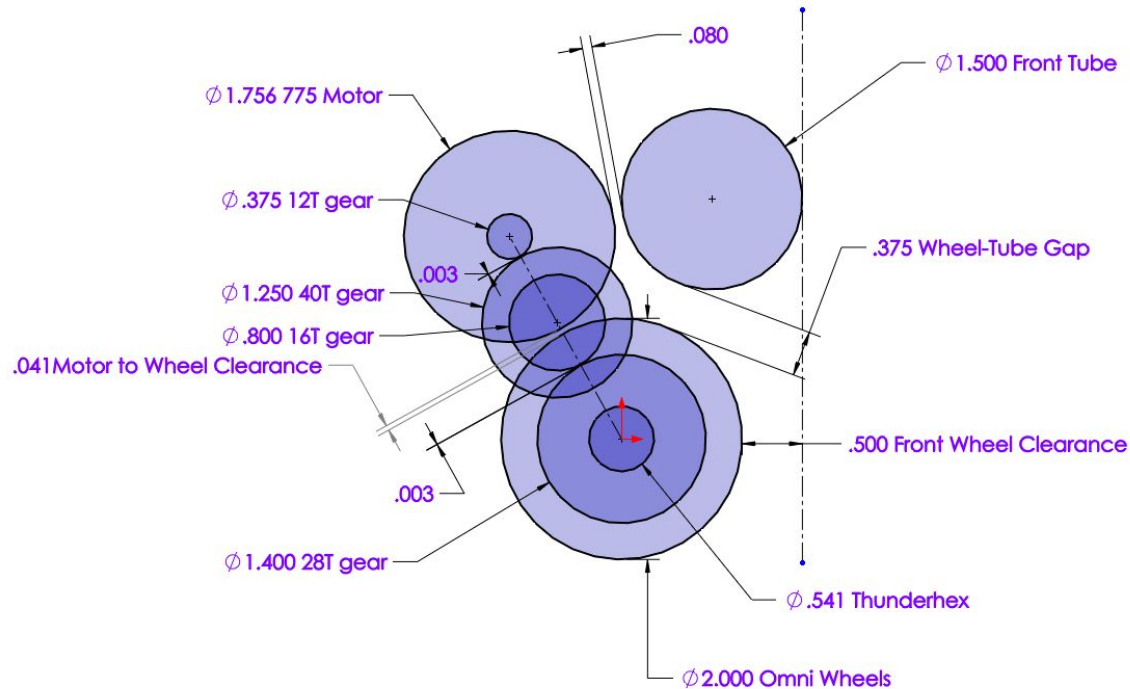 .080
∅1.500 Front Tube
∅1.756 775 Motor
∅.375 12T gear
.375 Wheel-Tube Gap
.003
∅1.250 40T gear
∅.800 16T gear
.041Motor to Wheel Clearance
.500 Front Wheel Clearance
.003
∅1.400 28T gear
∅.541 Thunderhex
∅2.000 Omni Wheels